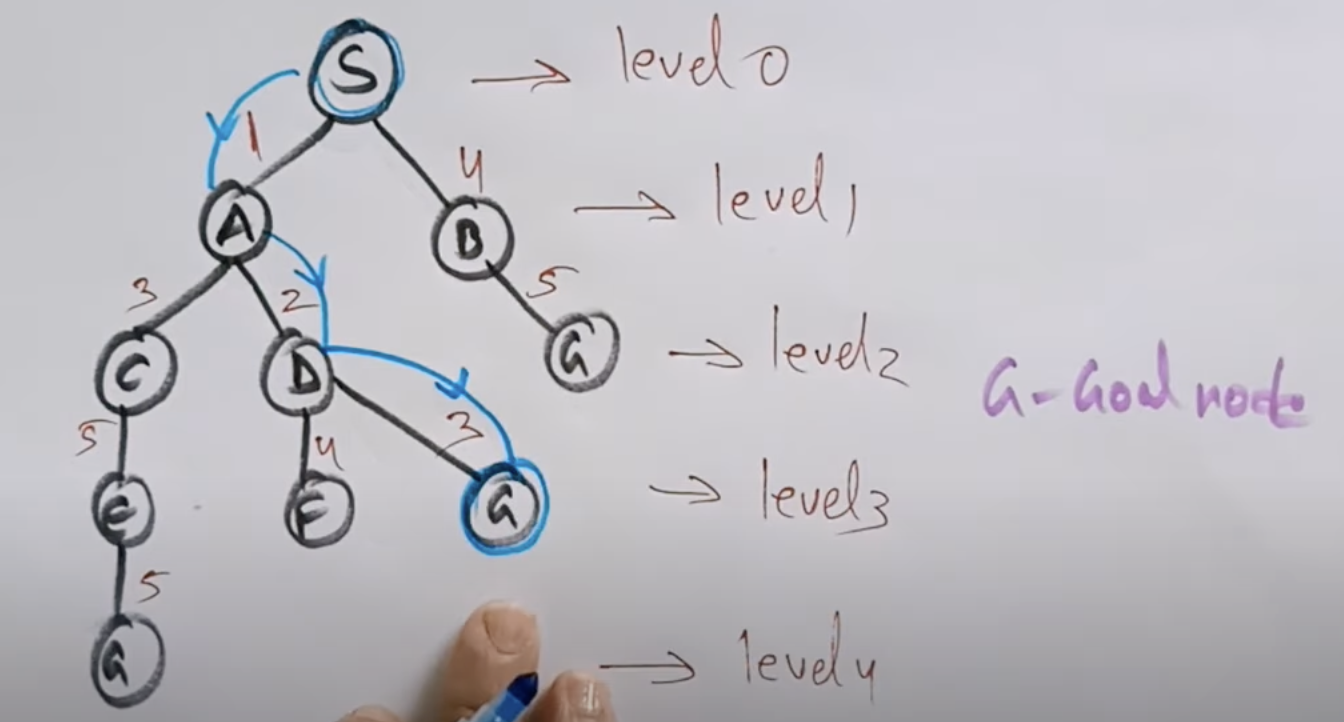 S → level 0
1 4
A B → level 1
3 2 5
C D G → level 2
G - Goal node
5 4 3
E F G → level 3
5
G → level 4